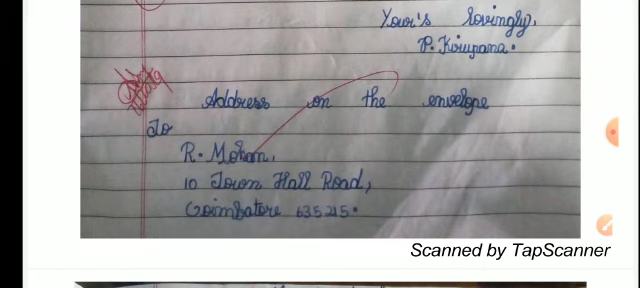 Your's lovingly,
P. Kirupana.
Address on the envelope
To
R. Mohan,
10 Town Hall Road,
Coimbatore 635215.
Scanned by TapScanner